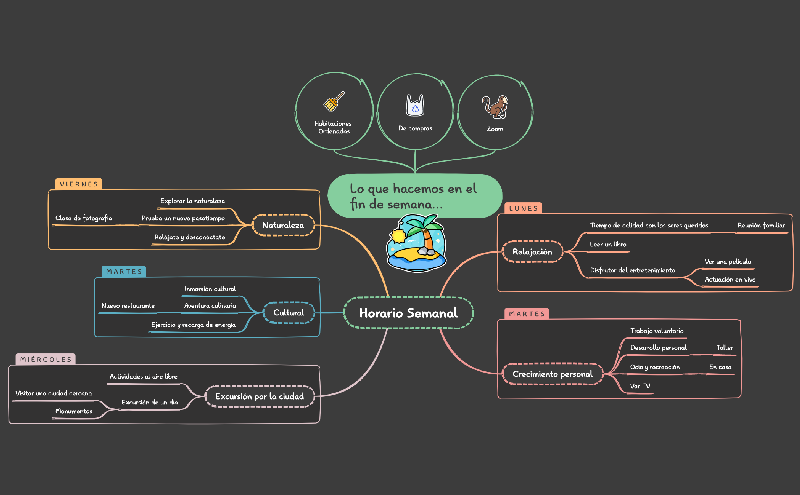 Habitaciones
Ordenadas
De compras
Zoom
Lo que hacemos en el
fin de semana...
VIERNES
Explorar la naturaleza
Clase de fotografía
Prueba un nuevo pasatiempo
Relájate y desconéctate
Naturaleza
MARTES
Inmersión cultural
Nuevo restaurante
Aventura culinaria
Ejercicio y recarga de energía
Cultural
MIÉRCOLES
Actividades al aire libre
Visitar una ciudad cercana
Excursión de un día
Monumentos
Excursión por la ciudad
Horario Semanal
LUNES
Relajación
Tiempo de calidad con los seres queridos
Reunión familiar
Leer un libro
Disfrutar del entretenimiento
Ver una película
Actuación en vivo
MARTES
Crecimiento personal
Trabajo voluntario
Desarrollo personal
Taller
Ocio y recreación
En casa
Ver TV